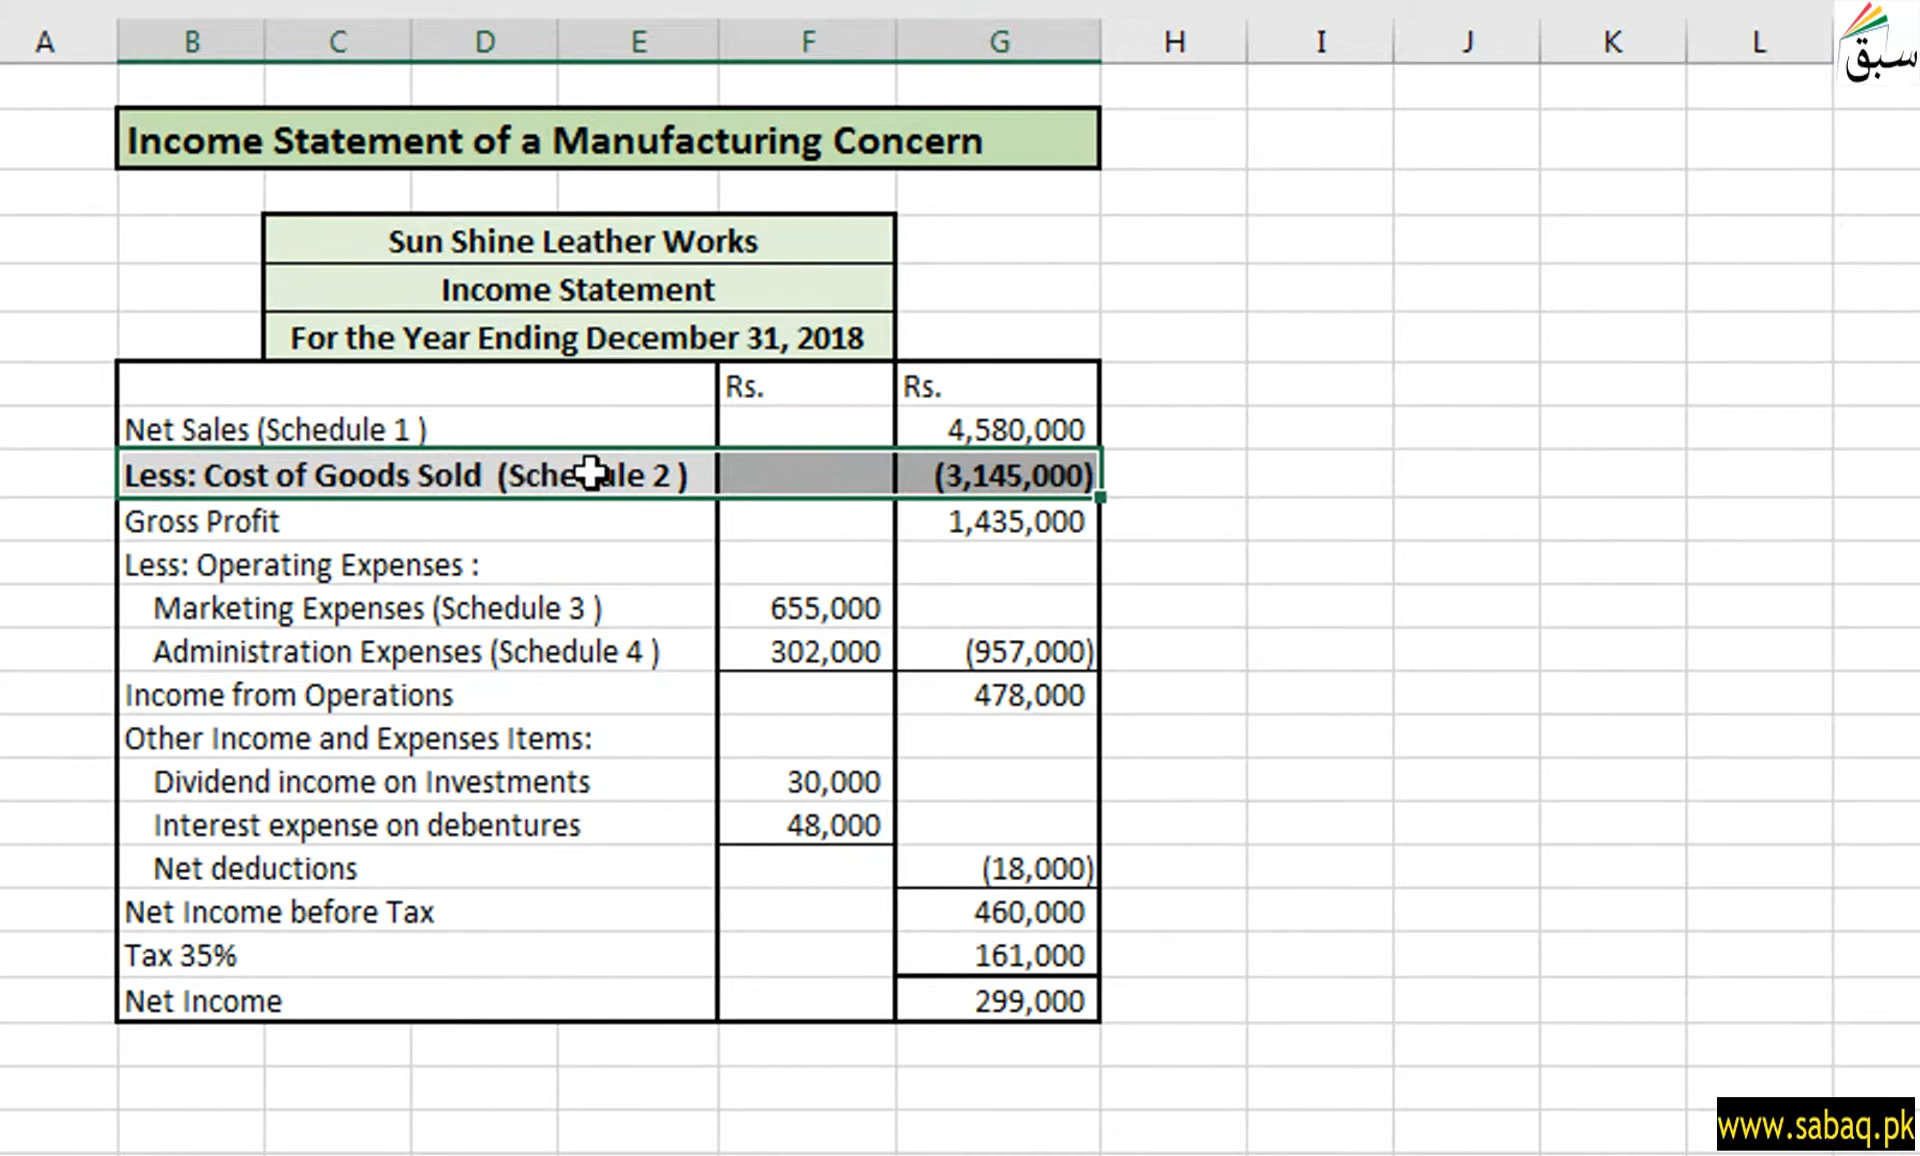 A B C D E F G H I J K L
سبق
Income Statement of a Manufacturing Concern
Sun Shine Leather Works
Income Statement
For the Year Ending December 31, 2018
Rs. Rs.
Net Sales (Schedule 1 ) 4,580,000
Less: Cost of Goods Sold (Schedule 2 ) (3,145,000)
Gross Profit 1,435,000
Less: Operating Expenses :
Marketing Expenses (Schedule 3 ) 655,000
Administration Expenses (Schedule 4 ) 302,000 (957,000)
Income from Operations 478,000
Other Income and Expenses Items:
Dividend income on Investments 30,000
Interest expense on debentures 48,000
Net deductions (18,000)
Net Income before Tax 460,000
Tax 35% 161,000
Net Income 299,000
www.sabaq.pk